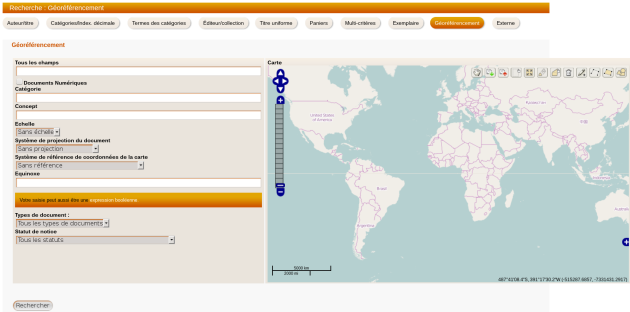 Recherche : Géoréférencement
Auteur/titre Catégories/Index. décimale Termes des catégories Éditeur/collection Titre uniforme Paniers Multi-critères Exemplaire Géoréférencement Externe
Géoréférencement
Tous les champs
Documents Numériques
Catégorie
Concept
Echelle
Sans échelle
Système de projection du document
Sans projection
Système de référence de coordonnées de la carte
Sans référence
Equinoxe
Votre saisie peut aussi être une expression booléenne
Types de document :
Tous les types de documents
Statut de notice
Tous les statuts
Rechercher
Carte
United States
of America
Brasil
Argentina
中国
Australia
5000 km
2000 mi